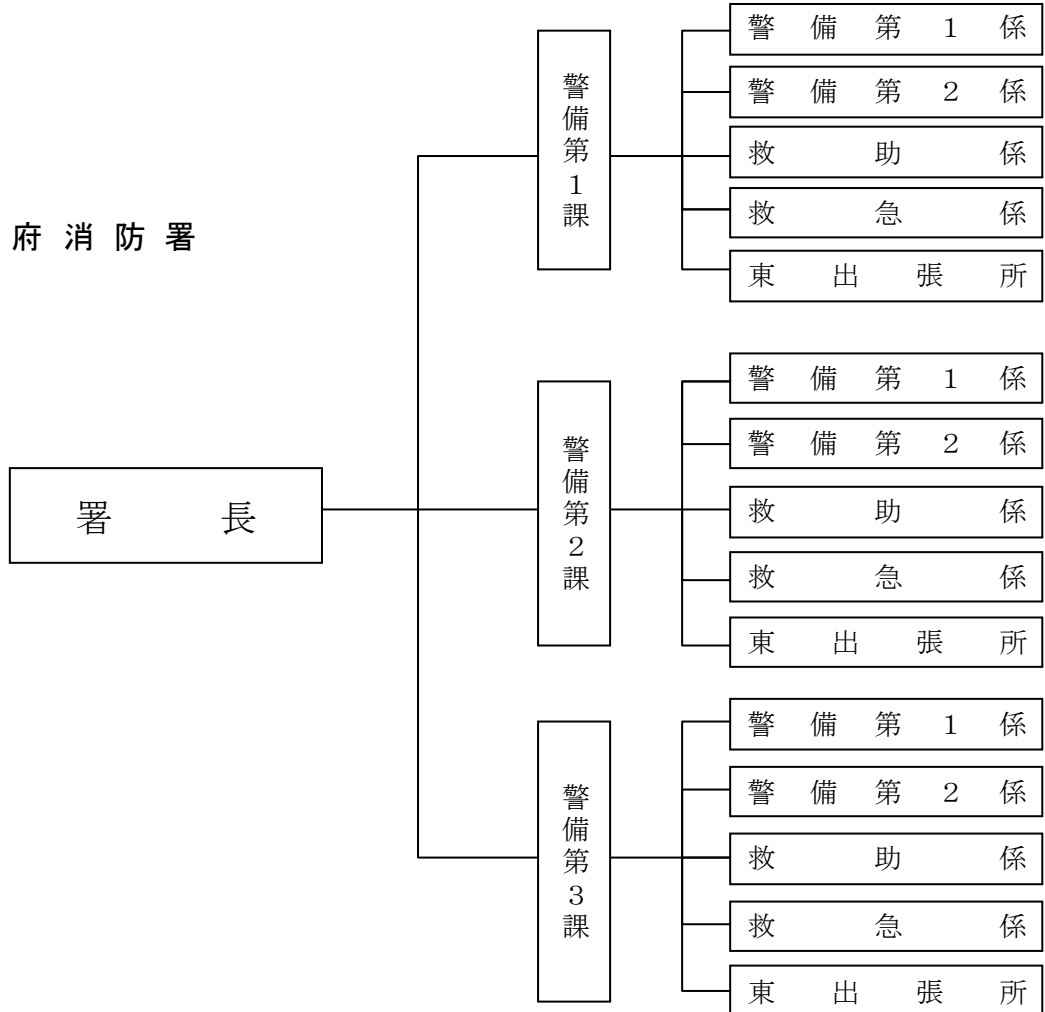 府消防署
署長
警備第1課
警備第1係
警備第2係
救助係
救急係
東出張所
警備第2課
警備第1係
警備第2係
救助係
救急係
東出張所
警備第3課
警備第1係
警備第2係
救助係
救急係
東出張所